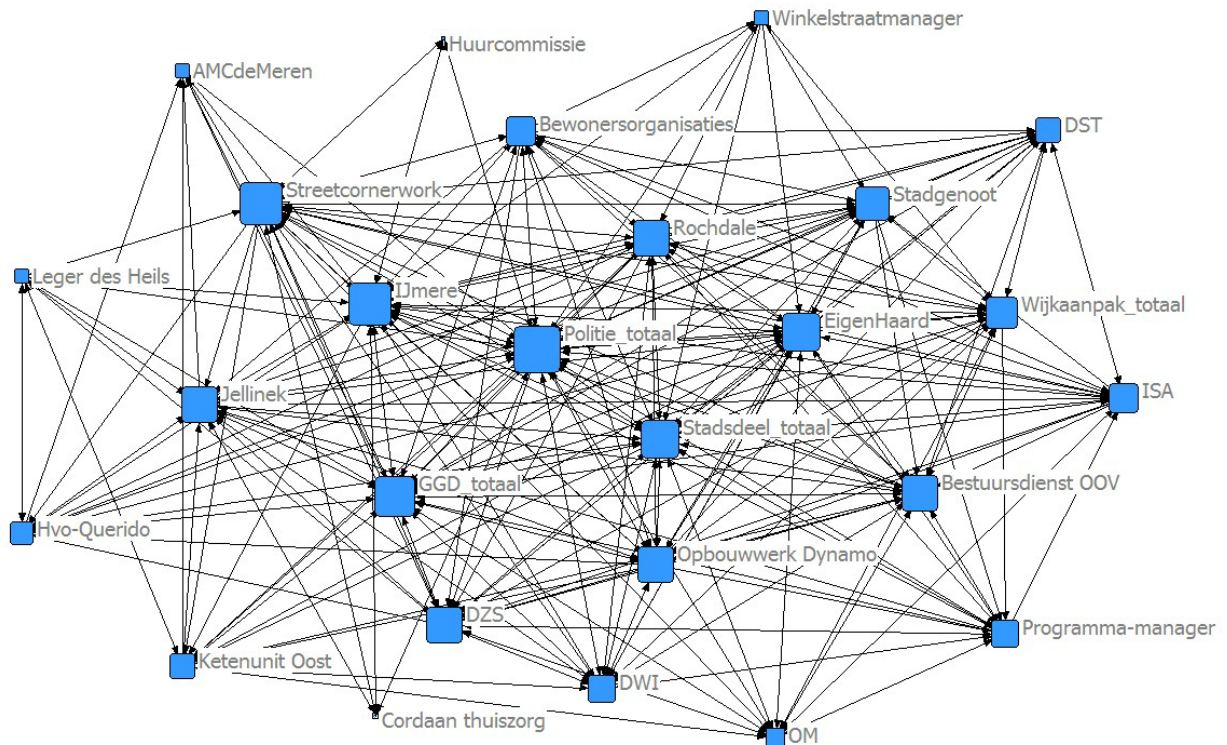 Winkelstraatmanager
Huurcommissie
AMCdeMeren
Bewonersorganisaties
DST
Streetcornerwork
Stadgenoot
Rochdale
Leger des Heils
IJmere
Wijkaanpak_totaal
Politie_totaal
EigenHaard
Jellinek
ISA
Stadsdeel_totaal
GGD_totaal
Bestuursdienst OOV
Hvo-Querido
Opbouwwerk Dynamo
DZS
Programma-manager
Ketenunit Oost
DWI
Cordaan thuiszorg
OM